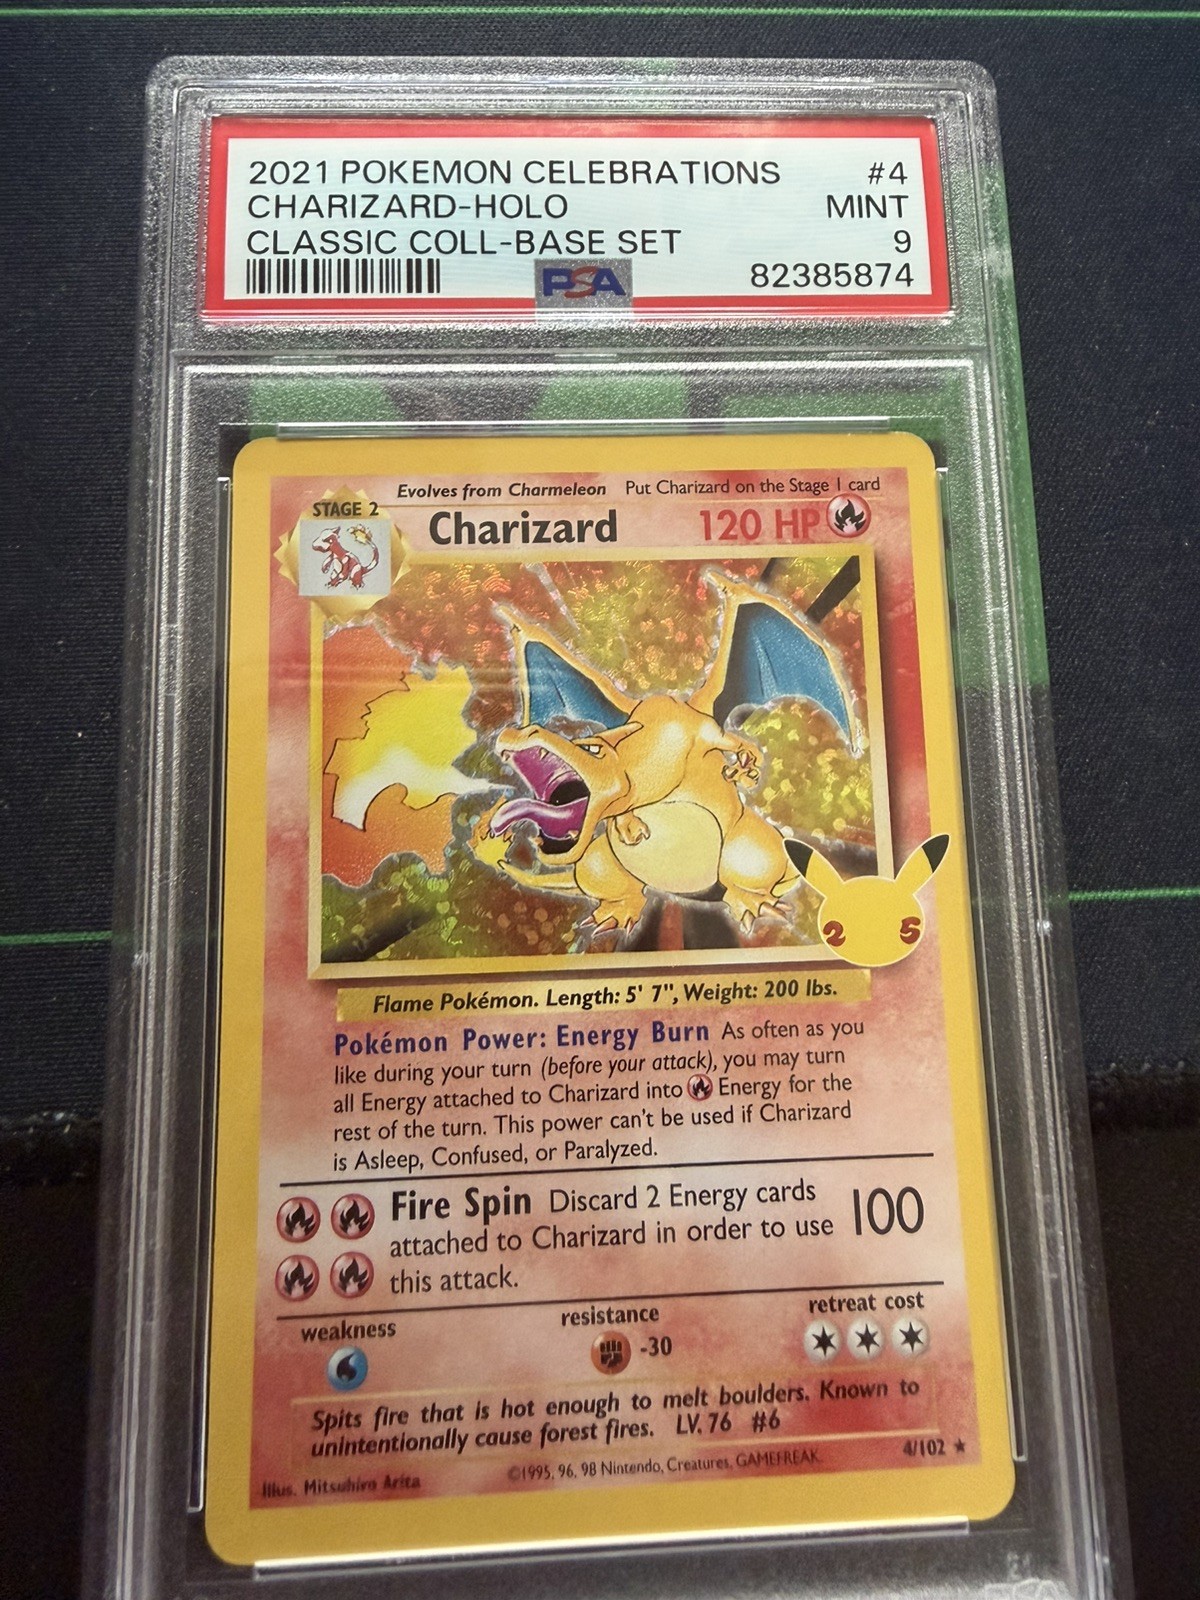 2021 POKEMON CELEBRATIONS #4
CHARIZARD-HOLO MINT
CLASSIC COLL-BASE SET 9
PSA 82385874
Evolves from Charmeleon Put Charizard on the Stage 1 card
STAGE 2
Charizard 120 HP
2 5
Flame Pokémon. Length: 5' 7", Weight: 200 lbs.
Pokémon Power: Energy Burn As often as you
like during your turn (before your attack), you may turn
all Energy attached to Charizard into Energy for the
rest of the turn. This power can't be used if Charizard
is Asleep, Confused, or Paralyzed.
Fire Spin Discard 2 Energy cards
attached to Charizard in order to use 100
this attack.
weakness resistance retreat cost
-30
Spits fire that is hot enough to melt boulders. Known to
unintentionally cause forest fires. LV. 76 #6
4/102 ★
Illus. Mitsuhiro Arita ©1995, 96, 98 Nintendo, Creatures, GAMEFREAK.